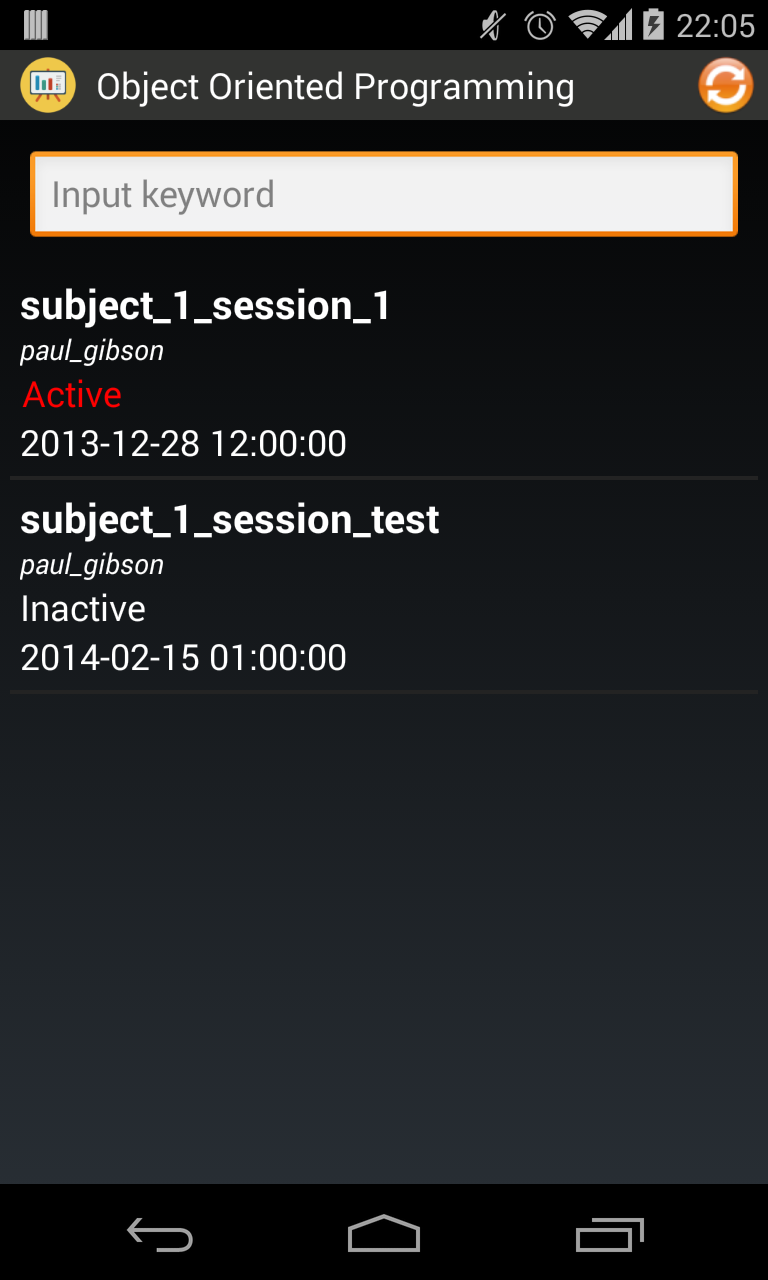 22:05
Object Oriented Programming
Input keyword
subject_1_session_1
paul_gibson
Active
2013-12-28 12:00:00
subject_1_session_test
paul_gibson
Inactive
2014-02-15 01:00:00